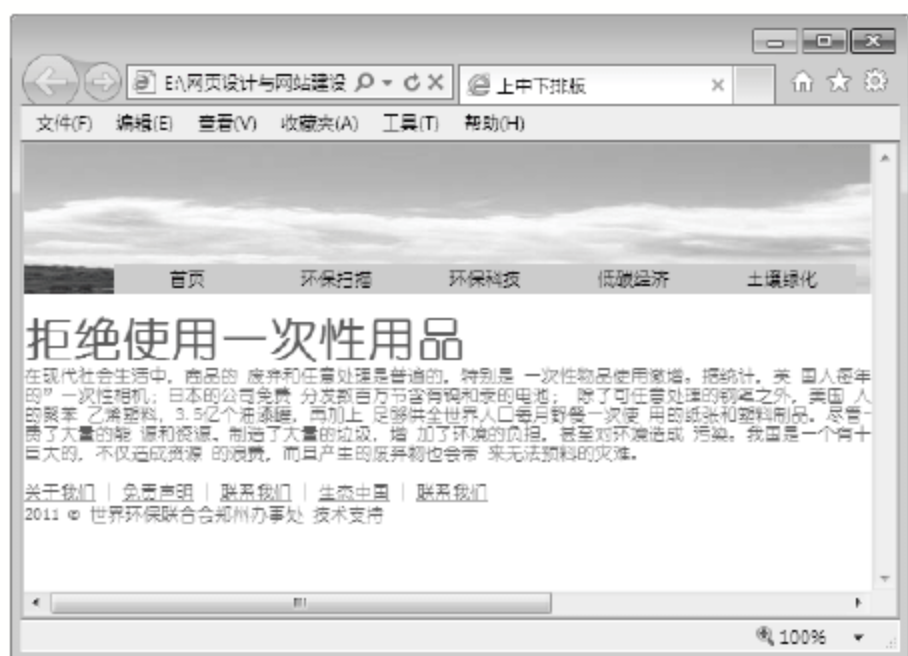 E:\网页设计与网站建设
上中下排版
文件(F) 编辑(E) 查看(V) 收藏夹(A) 工具(T) 帮助(H)
首页 环保扫描 环保科技 低碳经济 土壤绿化
拒绝使用一次性用品
在现代社会生活中，商品的 废弃和任意处理是普遍的，特别是 一次性物品使用激增。据统计，英 国人每年
的” 一次性相机；日本的公司免费 分发数百万节含有镉和汞的电池； 除了可任意处理的钢笔之外，美国 人
的聚苯 乙烯塑料，3.5亿个油漆罐，再加上 足够供全世界人口每月野餐一次使 用的纸张和塑料制品。尽管
费了大量的能 源和资源，制造了大量的垃圾，增 加了环境的负担，甚至对环境造成 污染。我国是一个有十
巨大的，不仅造成资源 的浪费，而且产生的废弃物也会带 来无法预料的灾难。
关于我们 | 免责声明 | 联系我们 | 生态中国 | 联系我们
2011 © 世界环保联合会郑州办事处 技术支持
100%